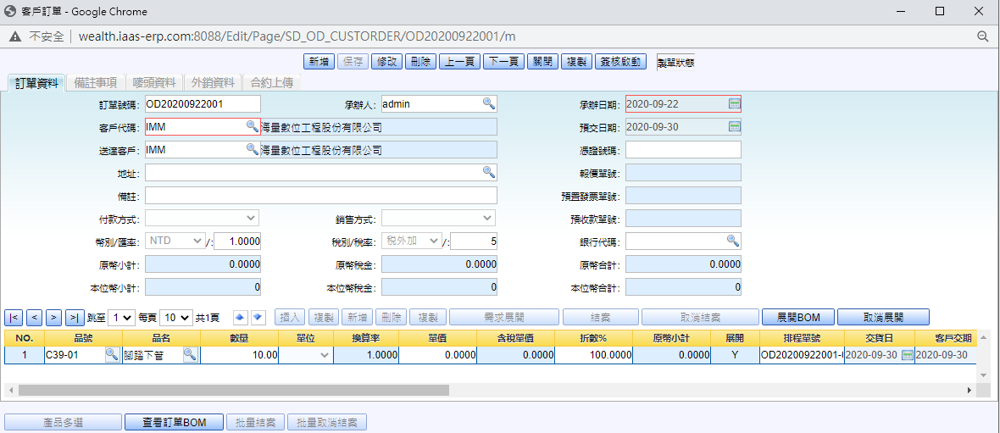 客戶訂單 - Google Chrome
不安全 wealth.iaas-erp.com:8088/Edit/Page/SD_OD_CUSTORDER/OD20200922001/m
新增 保存 修改 刪除 上一頁 下一頁 關閉 複製 簽核啟動 製單狀態
訂單資料 備註事項 嘜頭資料 外銷資料 合約上傳
訂單號碼: OD20200922001 承辦人: admin 承辦日期: 2020-09-22
客戶代碼: IMM 海量數位工程股份有限公司 預交日期: 2020-09-30
送達客戶: IMM 海量數位工程股份有限公司 憑證號碼:
地址: 報價單號:
備註: 預置發票單號:
付款方式: 銷售方式: 預收款單號:
幣別/匯率: NTD /: 1.0000 稅別/稅率: 稅外加 /: 5 銀行代碼:
原幣小計: 0.0000 原幣稅金: 0.0000 原幣合計: 0.0000
本位幣小計: 0 本位幣稅金: 0 本位幣合計: 0
|< < > >| 跳至 1 每頁 10 共1頁 插入 複製 新增 刪除 複製 需求展開 結案 取消結案 展開BOM 取消展開
NO. 品號 品名 數量 單位 換算率 單價 含稅單價 折數% 原幣小計 展開 排程單號 交貨日 客戶交期
1 C39-01 腳踏下管 10.00 1.0000 0.0000 0.0000 100.0000 0.0000 Y OD20200922001-( 2020-09-30 2020-09-30
產品多選 查看訂單BOM 批量結案 批量取消結案